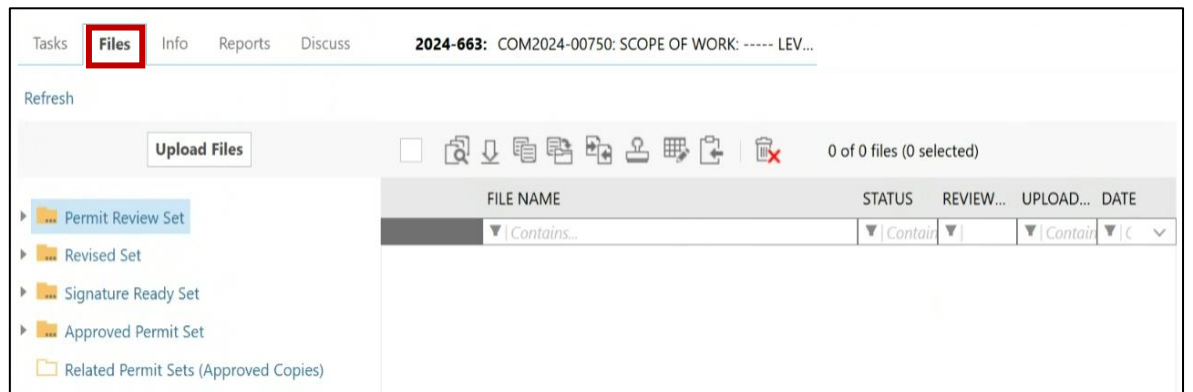 Tasks Files Info Reports Discuss 2024-663: COM2024-00750: SCOPE OF WORK: ----- LEV...
Refresh
Upload Files 0 of 0 files (0 selected)
FILE NAME STATUS REVIEW... UPLOAD... DATE
Contains... Contain Contain C
Permit Review Set
Revised Set
Signature Ready Set
Approved Permit Set
Related Permit Sets (Approved Copies)